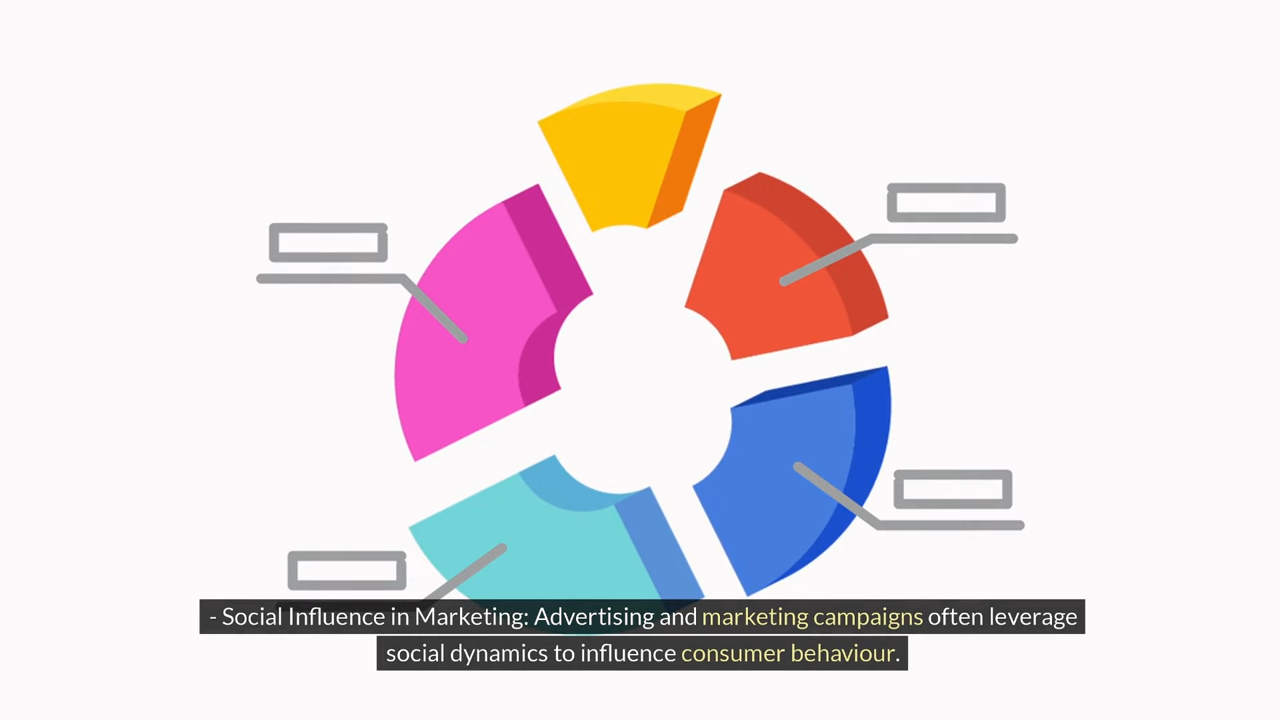 - Social Influence in Marketing: Advertising and marketing campaigns often leverage
social dynamics to influence consumer behaviour.